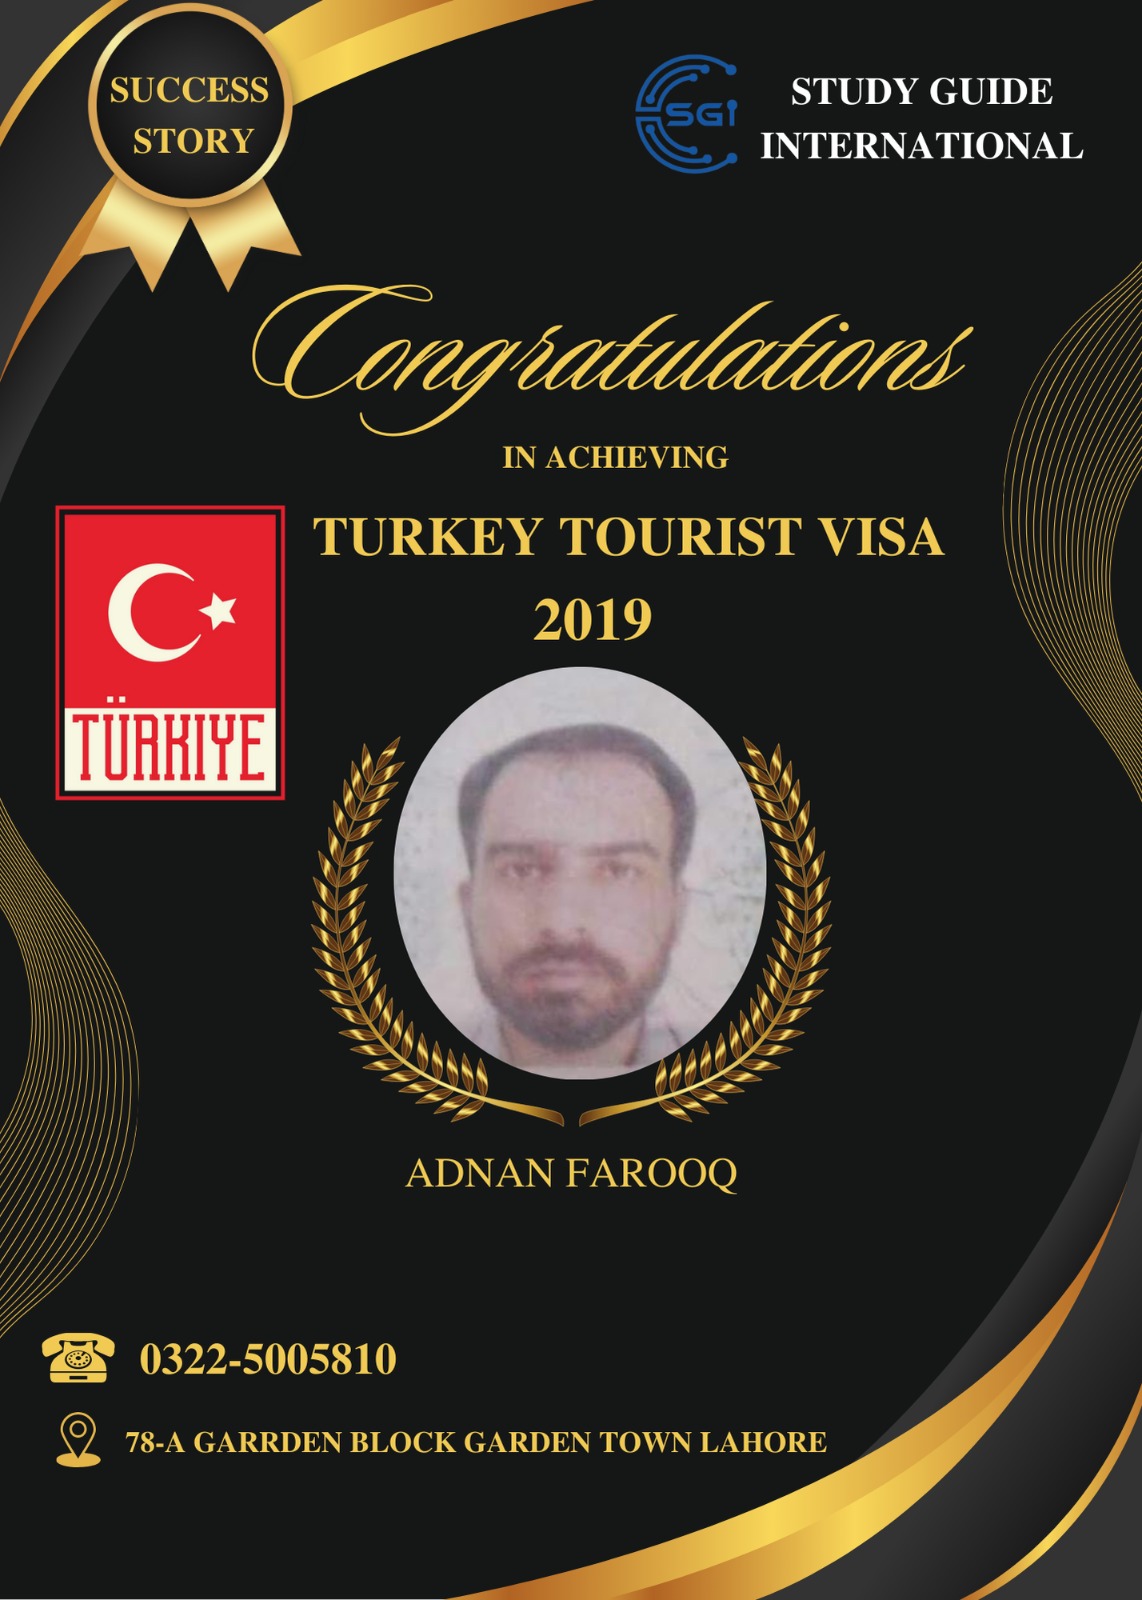 SUCCESS
STORY
SGI
STUDY GUIDE
INTERNATIONAL
Congratulations
IN ACHIEVING
TURKEY TOURIST VISA
2019
TÜRKIYE
ADNAN FAROOQ
0322-5005810
78-A GARRDEN BLOCK GARDEN TOWN LAHORE